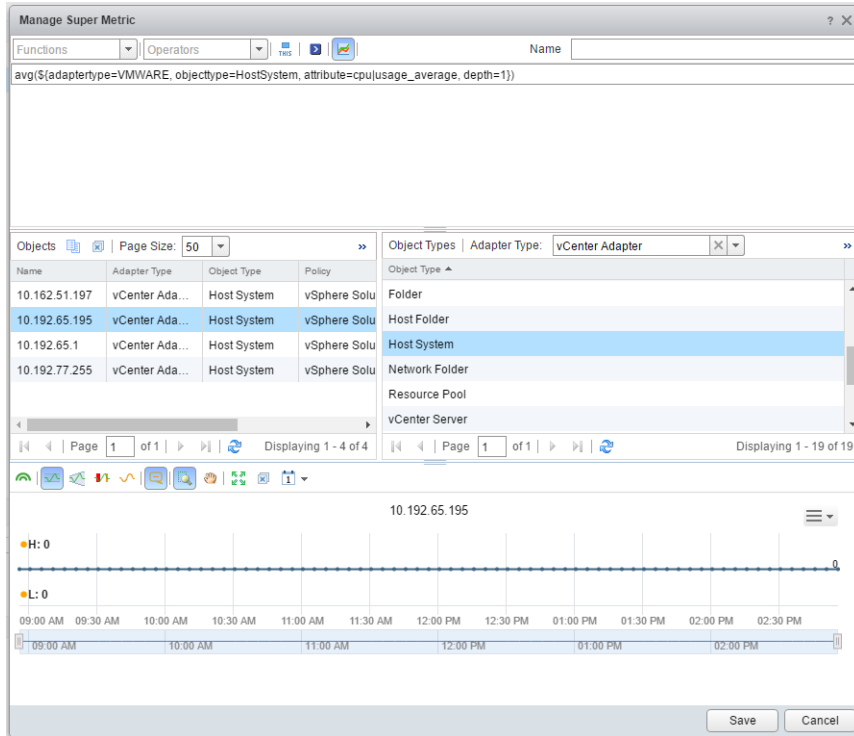 Manage Super Metric ? X
Functions Operators THIS Name
avg(${adaptertype=VMWARE, objecttype=HostSystem, attribute=cpu|usage_average, depth=1})
Objects | Page Size: 50 » Object Types | Adapter Type: vCenter Adapter »
Name Adapter Type Object Type Policy Object Type
10.162.51.197 vCenter Ada... Host System vSphere Solu Folder
10.192.65.195 vCenter Ada... Host System vSphere Solu Host Folder
10.192.65.1 vCenter Ada... Host System vSphere Solu Host System
10.192.77.255 vCenter Ada... Host System vSphere Solu Network Folder
Resource Pool
vCenter Server
Page 1 of 1 Displaying 1 - 4 of 4 Page 1 of 1 Displaying 1 - 19 of 19
1
10.192.65.195
H: 0
0
L: 0
09:00 AM 09:30 AM 10:00 AM 10:30 AM 11:00 AM 11:30 AM 12:00 PM 12:30 PM 01:00 PM 01:30 PM 02:00 PM 02:30 PM
09:00 AM 10:00 AM 11:00 AM 12:00 PM 01:00 PM 02:00 PM
Save Cancel